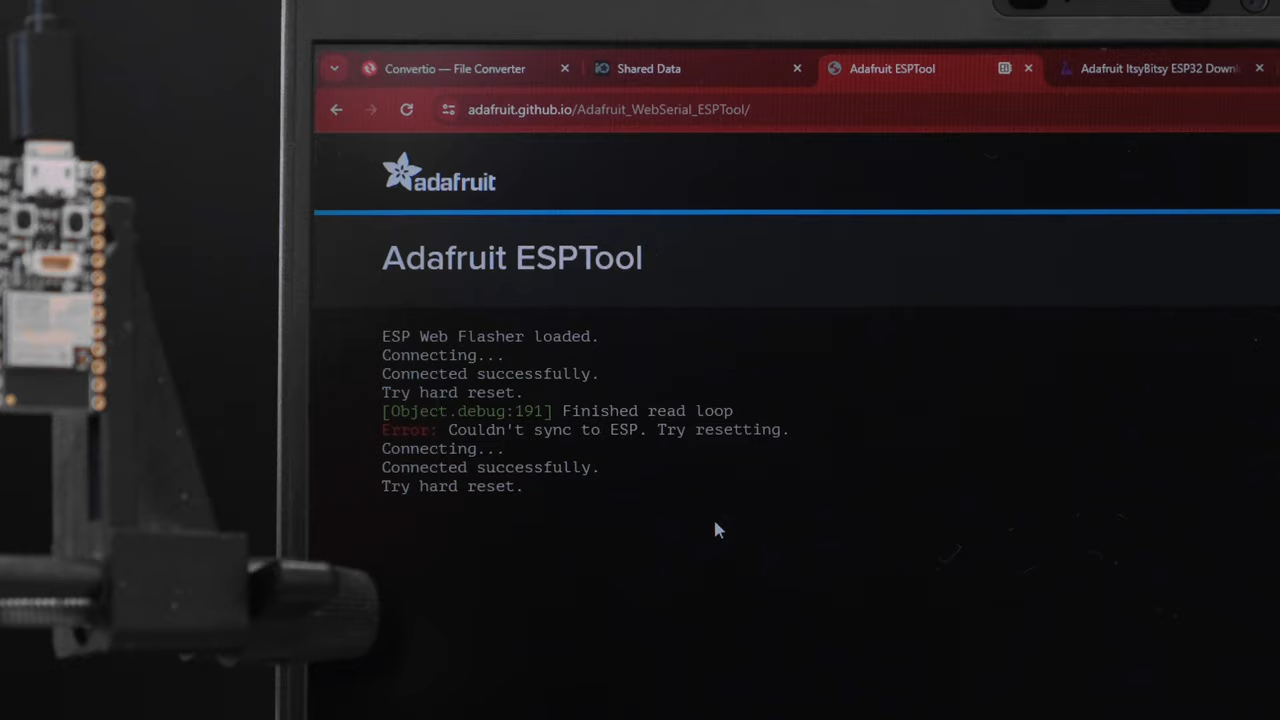 Convertio — File Converter
Shared Data
Adafruit ESPTool
Adafruit ItsyBitsy ESP32 Down
adafruit.github.io/Adafruit_WebSerial_ESPTool/
adafruit
Adafruit ESPTool
ESP Web Flasher loaded.
Connecting...
Connected successfully.
Try hard reset.
[Object.debug:191] Finished read loop
Error: Couldn't sync to ESP. Try resetting.
Connecting...
Connected successfully.
Try hard reset.